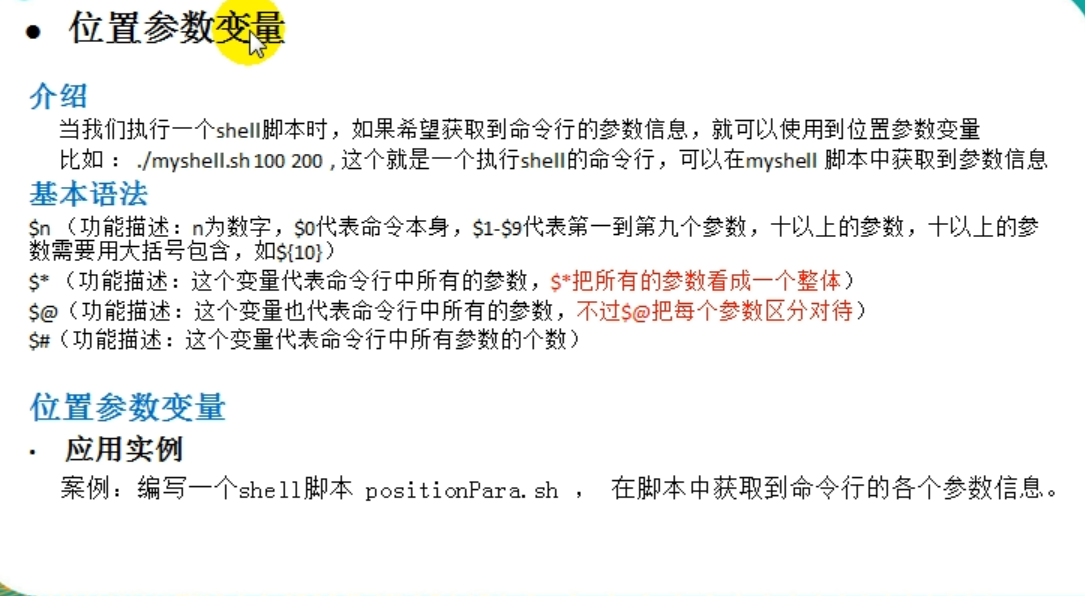 • 位置参数变量
介绍
当我们执行一个shell脚本时，如果希望获取到命令行的参数信息，就可以使用到位置参数变量
比如 ： ./myshell.sh 100 200 , 这个就是一个执行shell的命令行，可以在myshell 脚本中获取到参数信息
基本语法
$n （功能描述：n为数字，$0代表命令本身，$1-$9代表第一到第九个参数，十以上的参数，十以上的参
数需要用大括号包含，如${10}）
$* （功能描述：这个变量代表命令行中所有的参数，$*把所有的参数看成一个整体）
$@（功能描述：这个变量也代表命令行中所有的参数，不过$@把每个参数区分对待）
$#（功能描述：这个变量代表命令行中所有参数的个数）
位置参数变量
· 应用实例
案例：编写一个shell脚本 positionPara.sh ， 在脚本中获取到命令行的各个参数信息。